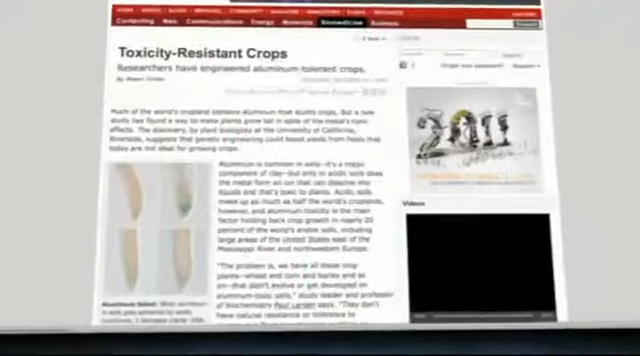 Computing Web Communications Energy Materials Biomedicine Business
Toxicity-Resistant Crops
Researchers have engineered aluminum-tolerant crops.
Much of the world's cropland contains aluminum that stunts crops. But a new
study has found a way to make plants grow tall in spite of the metal's toxic
effects. The discovery, by plant biologists at the University of California,
Riverside, suggests that genetic engineering could boost yields from fields that
today are not ideal for growing crops.
Aluminum is common in soils—it's a major
component of clay—but only in acidic soils does
the metal form an ion that can dissolve into
liquids and that's toxic to plants. Acidic soils
make up as much as half the world's croplands,
however, and aluminum toxicity is the main
factor holding back crop growth in nearly 20
percent of the world's arable soils, including
large areas of the United States east of the
Mississippi River and northwestern Europe.
"The problem is, we have all these crop
plants—wheat and corn and barley and so
on—that didn't evolve or get developed on
aluminum-toxic soils," study leader and professor
of biochemistry Paul Larsen says. "They don't
have natural resistance or tolerance to
2011
Videos